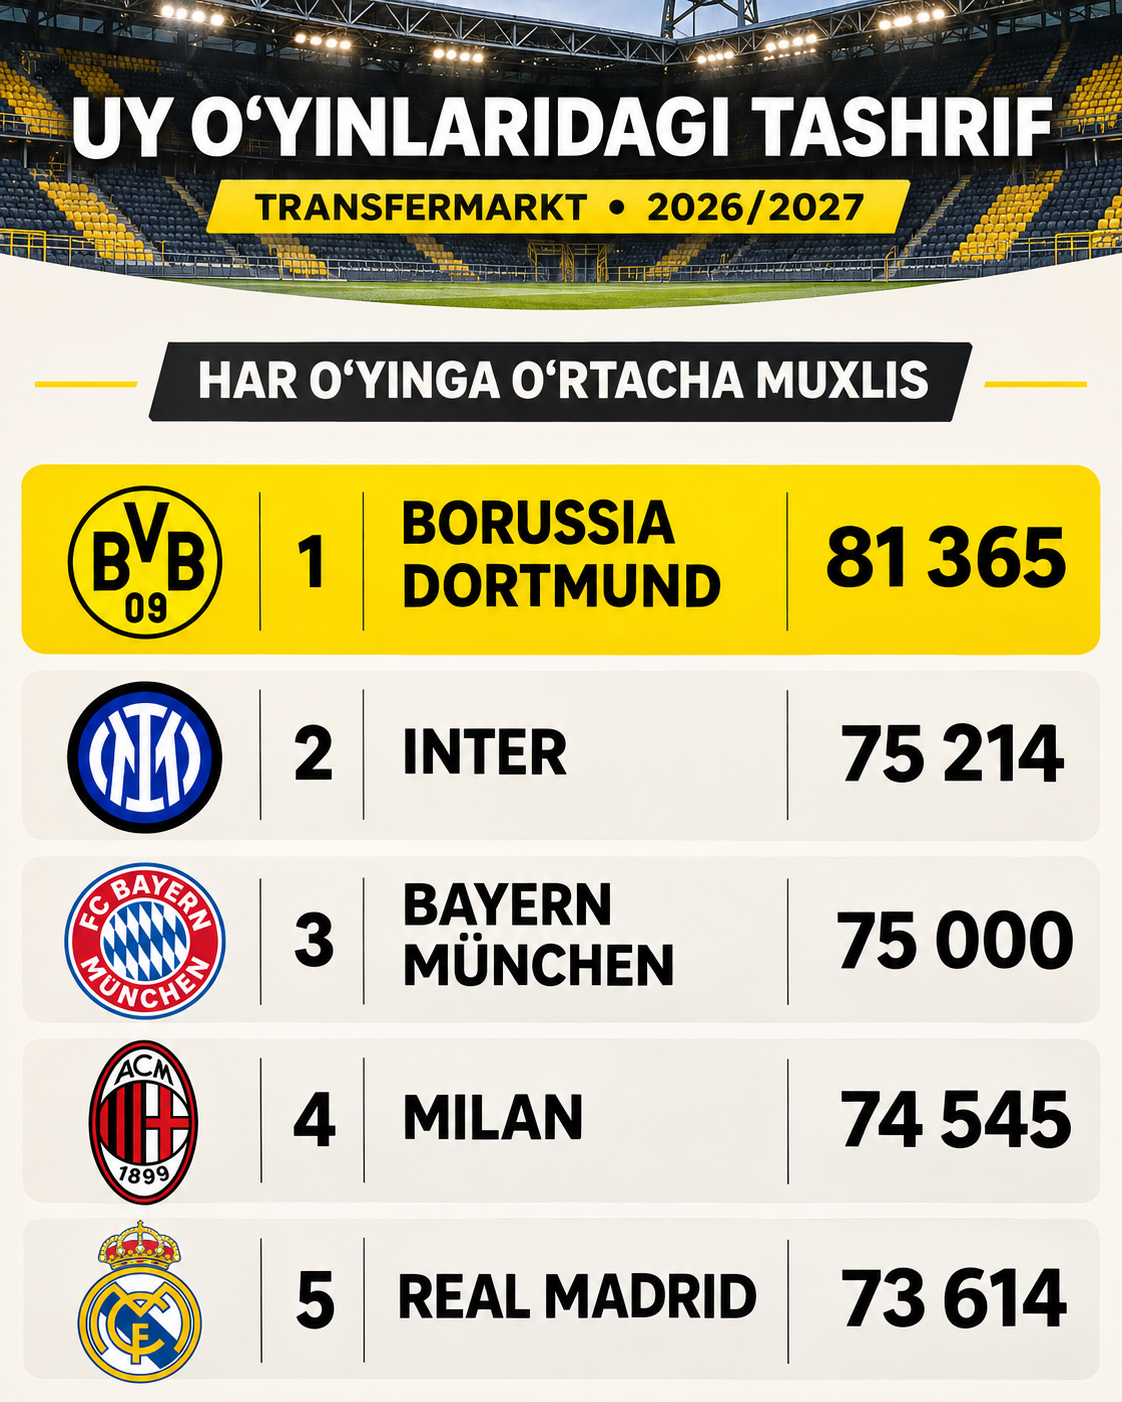 UY O‘YINLARIDAGI TASHRIF
TRANSFERMARKT • 2026/2027
HAR O‘YINGA O‘RTACHA MUXLIS
BVB 09
1
BORUSSIA
DORTMUND
81 365
2
INTER
75 214
FC BAYERN
MÜNCHEN
3
BAYERN
MÜNCHEN
75 000
ACM
1899
4
MILAN
74 545
5
REAL MADRID
73 614